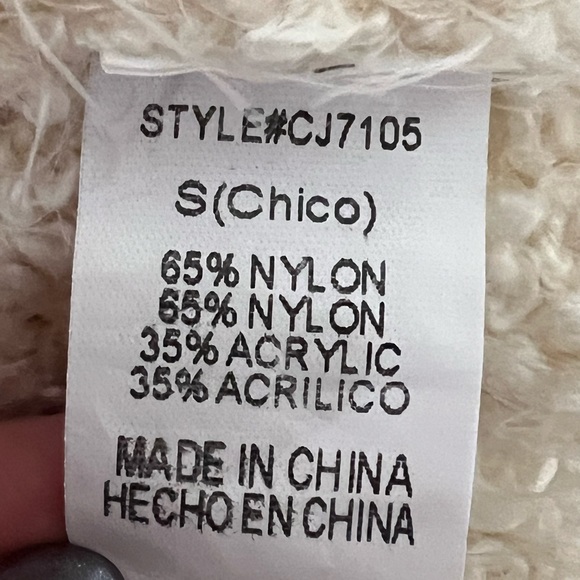 STYLE#CJ7105
S(Chico)
65% NYLON
65% NYLON
35% ACRYLIC
35% ACRILICO
MADE IN CHINA
HECHO EN CHINA